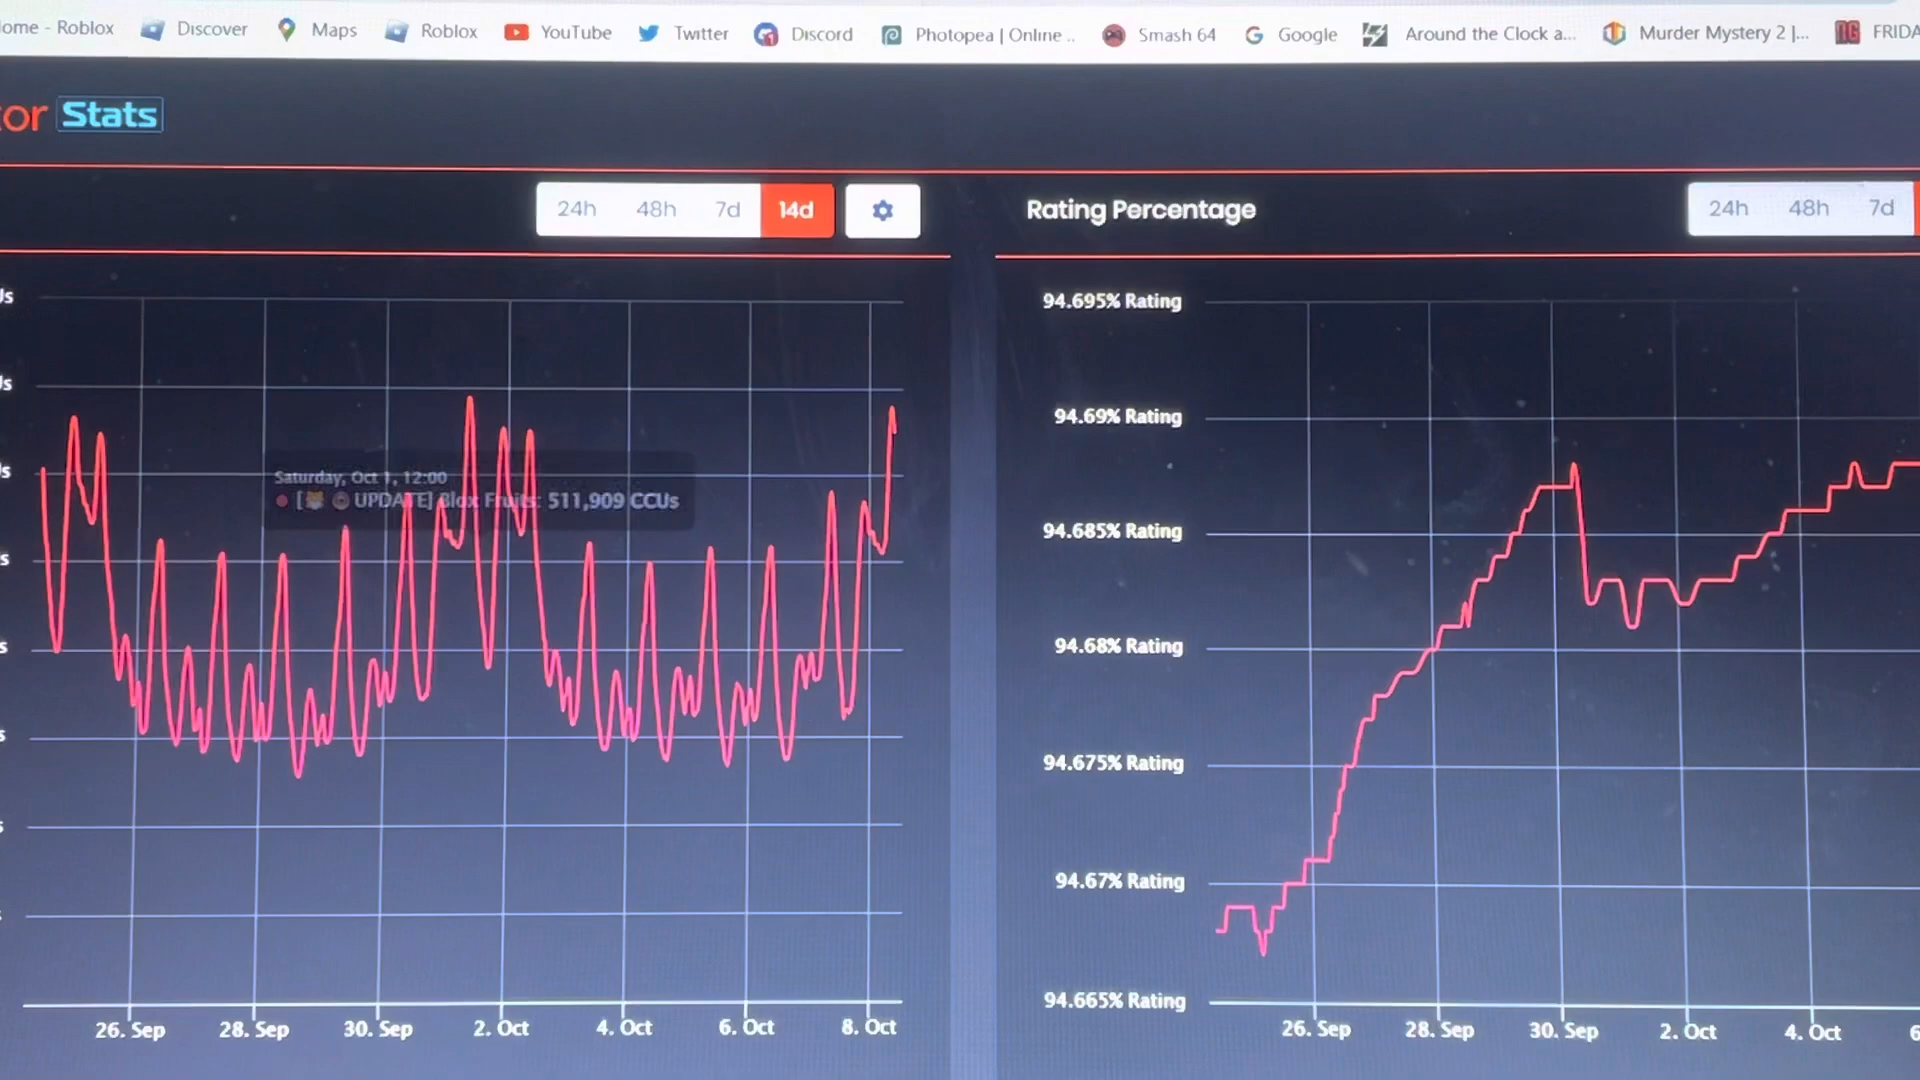 ome - Roblox Discover Maps Roblox YouTube Twitter Discord Photopea | Online .. Smash 64 Google Around the Clock a... Murder Mystery 2 |... FRIDA
tor Stats
24h 48h 7d 14d
Rating Percentage
24h 48h 7d
Us
Us
s
s
s
s
s
Saturday, Oct 1, 12:00
[🐯 UPDATE] Blox Fruits: 511,909 CCUs
26. Sep 28. Sep 30. Sep 2. Oct 4. Oct 6. Oct 8. Oct
94.695% Rating
94.69% Rating
94.685% Rating
94.68% Rating
94.675% Rating
94.67% Rating
94.665% Rating
26. Sep 28. Sep 30. Sep 2. Oct 4. Oct 6